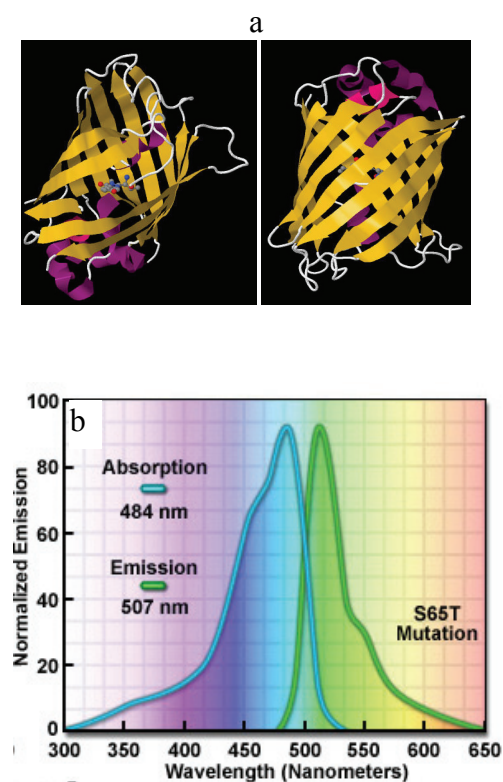 a
b
100
80
60
40
20
0
Normalized Emission
Absorption
484 nm
Emission
507 nm
S65T
Mutation
300 350 400 450 500 550 600 650
Wavelength (Nanometers)